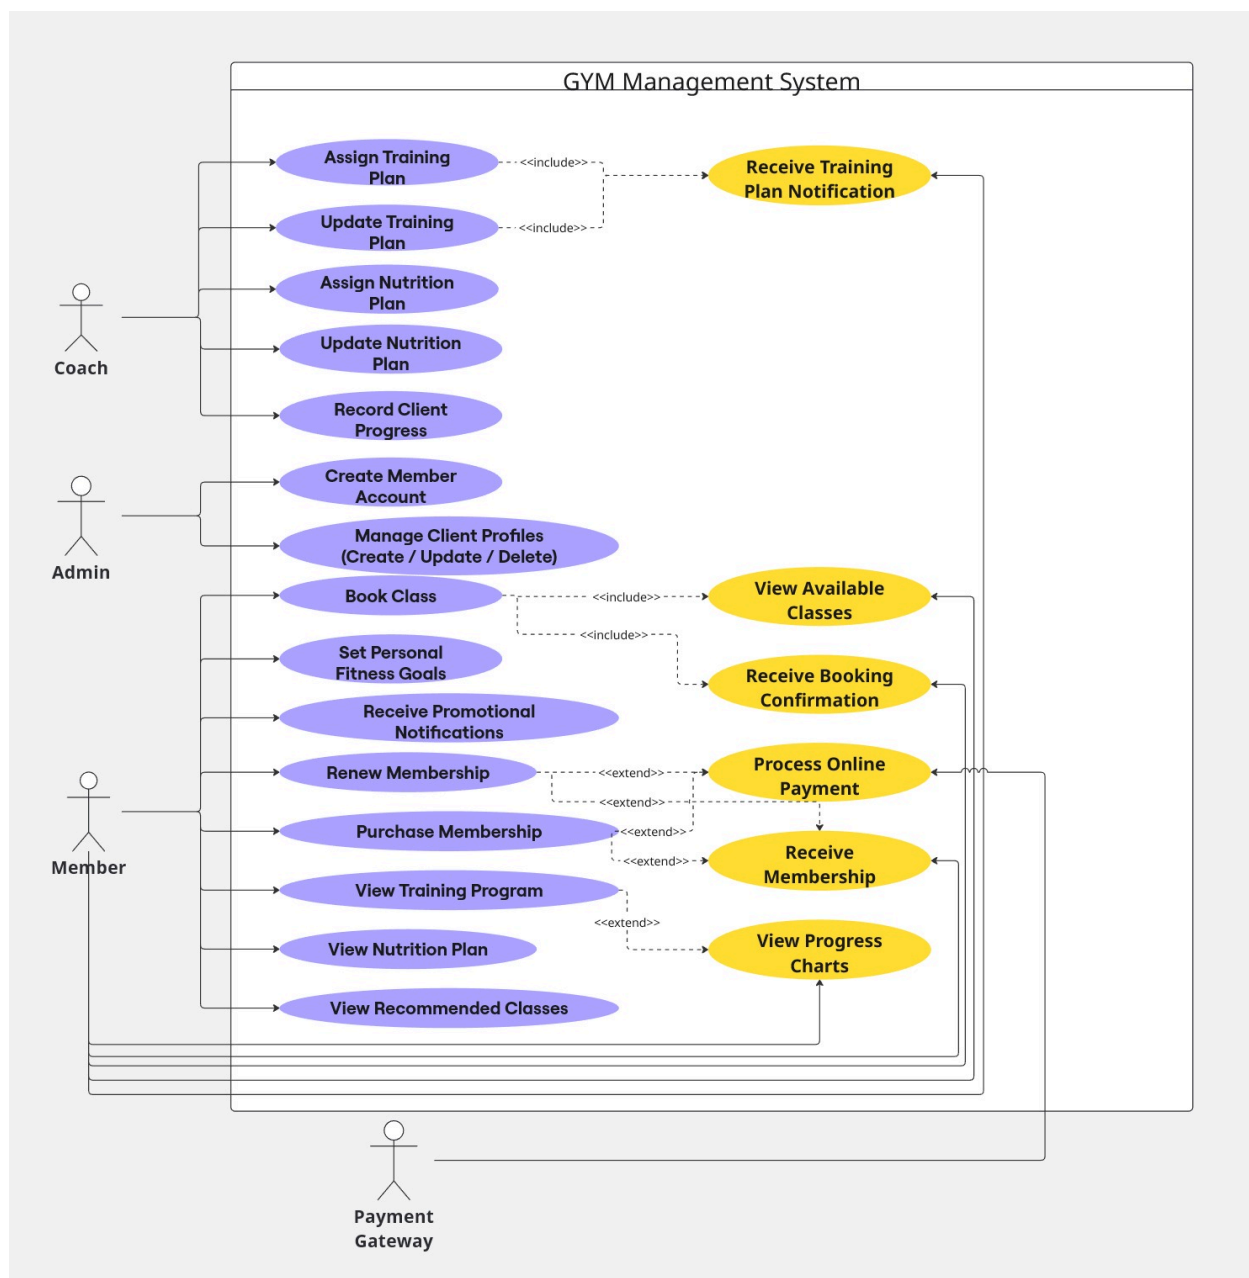 GYM Management System
Assign Training
Plan
<<include>>
Receive Training
Plan Notification
Update Training
Plan
<<include>>
Assign Nutrition
Plan
Update Nutrition
Plan
Coach
Record Client
Progress
Create Member
Account
Admin
Manage Client Profiles
(Create / Update / Delete)
Book Class
<<include>>
View Available
Classes
<<include>>
Set Personal
Fitness Goals
Receive Booking
Confirmation
Receive Promotional
Notifications
Renew Membership
<<extend>>
Process Online
Payment
<<extend>>
Purchase Membership
<<extend>>
<<extend>>
Receive
Membership
Member
View Training Program
<<extend>>
View Nutrition Plan
View Progress
Charts
View Recommended Classes
Payment
Gateway